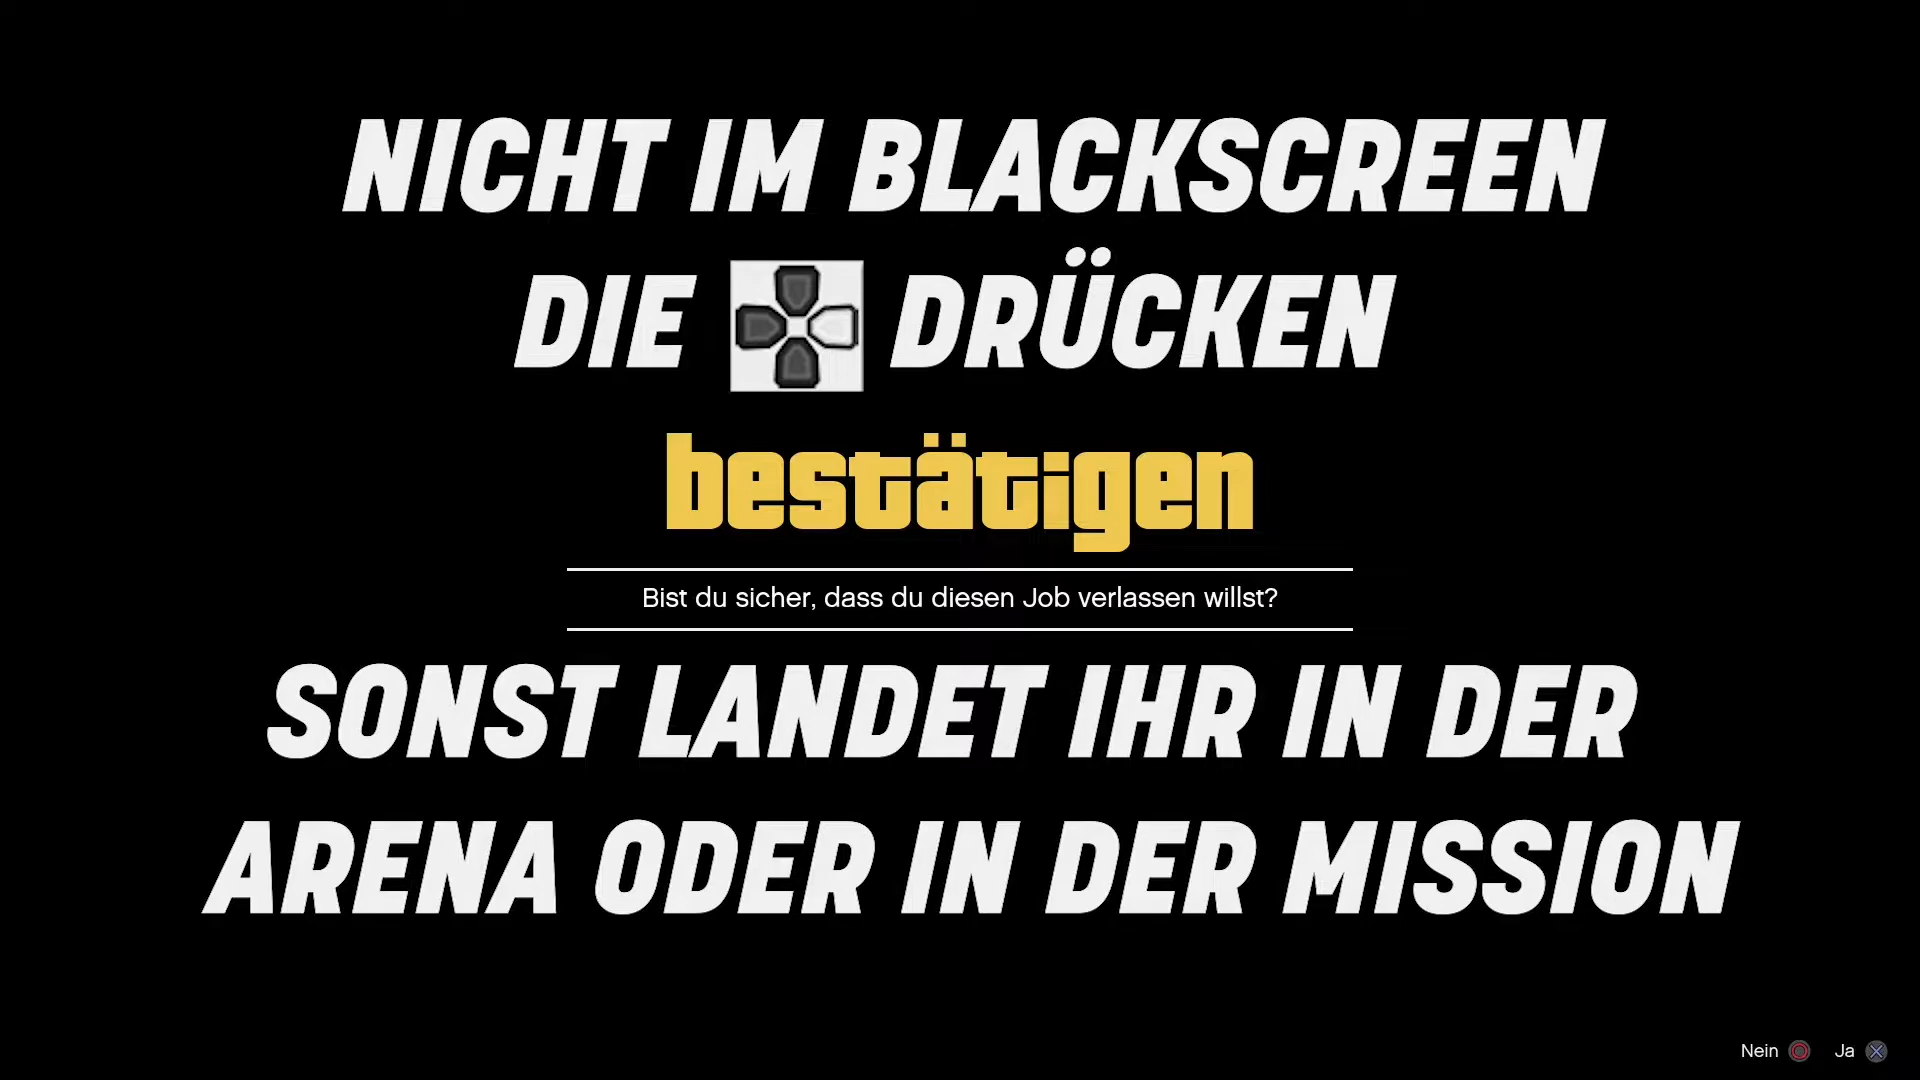 NICHT IM BLACKSCREEN
DIE DRÜCKEN
bestätigen
Bist du sicher, dass du diesen Job verlassen willst?
SONST LANDET IHR IN DER
ARENA ODER IN DER MISSION
Nein Ja